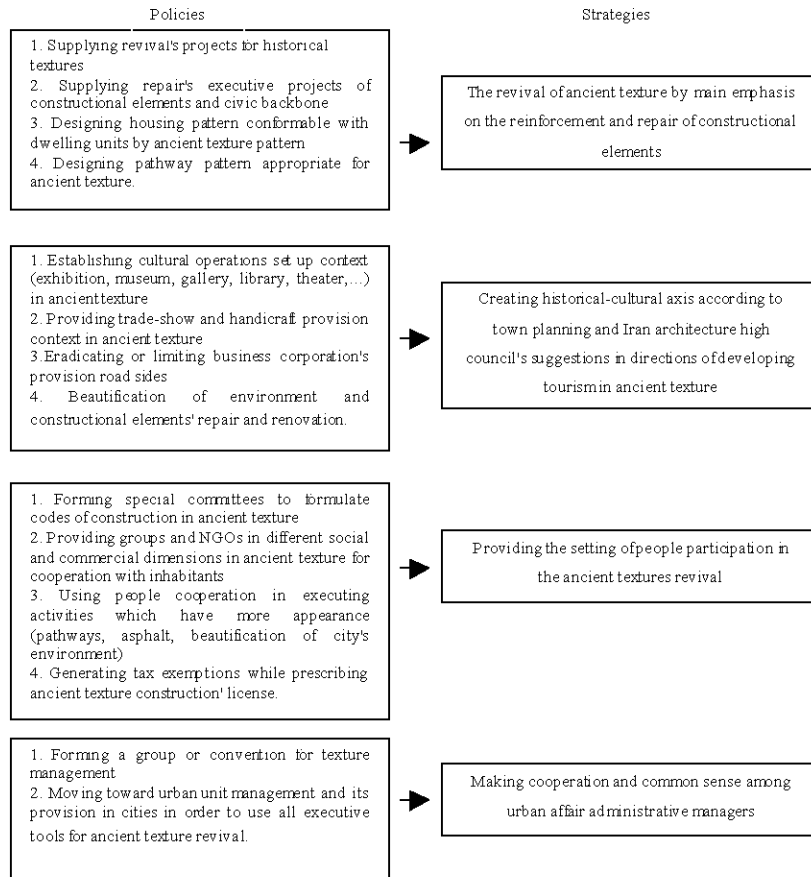 Policies
Strategies
1. Supplying revival's projects for historical
textures
2. Supplying repair's executive projects of
constructional elements and civic backbone
3. Designing housing pattern conformable with
dwelling units by ancient texture pattern
4. Designing pathway pattern appropriate for
ancient texture.
The revival of ancient texture by main emphasis
on the reinforcement and repair of constructional
elements
1. Establishing cultural operations set up context
(exhibition, museum, gallery, library, theater,...)
in ancient texture
2. Providing trade-show and handicraft provision
context in ancient texture
3.Eradicating or limiting business corporation's
provision road sides
4. Beautification of environment and
constructional elements' repair and renovation.
Creating historical-cultural axis according to
town planning and Iran architecture high
council's suggestions in directions of developing
tourism in ancient texture
1. Forming special committees to formulate
codes of construction in ancient texture
2. Providing groups and NGOs in different social
and commercial dimensions in ancient texture for
cooperation with inhabitants
3. Using people cooperation in executing
activities which have more appearance
(pathways, asphalt, beautification of city's
environment)
4. Generating tax exemptions while prescribing
ancient texture construction' license.
Providing the setting of people participation in
the ancient textures revival
1. Forming a group or convention for texture
management
2. Moving toward urban unit management and its
provision in cities in order to use all executive
tools for ancient texture revival.
Making cooperation and common sense among
urban affair administrative managers